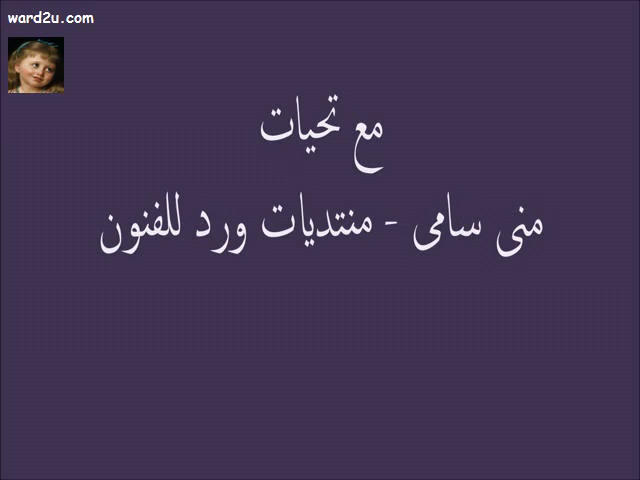 ward2u.com
مع تحيات
منى سامى - منتديات ورد للفنون